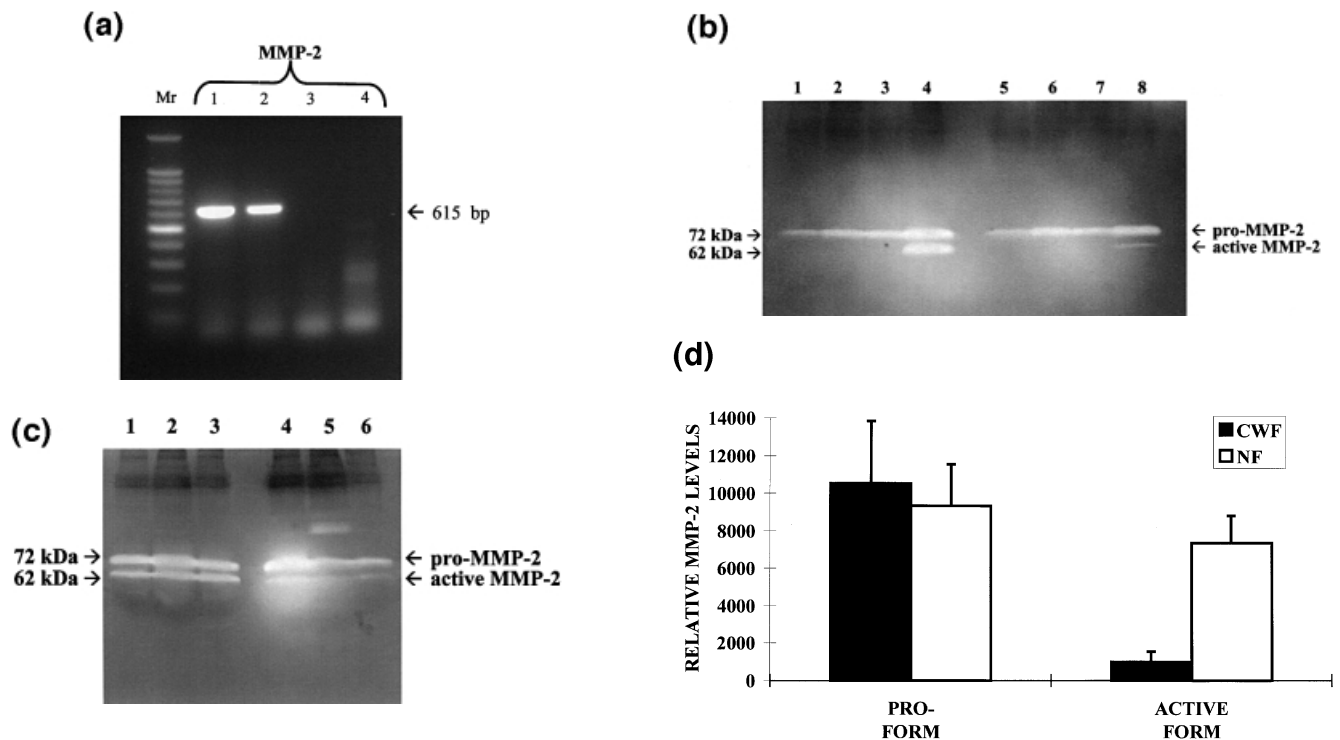 (a)
MMP-2
Mr 1 2 3 4
← 615 bp
(b)
1 2 3 4 5 6 7 8
72 kDa →
62 kDa →
← pro-MMP-2
← active MMP-2
(c)
1 2 3 4 5 6
72 kDa →
62 kDa →
← pro-MMP-2
← active MMP-2
(d)
RELATIVE MMP-2 LEVELS
14000
12000
10000
8000
6000
4000
2000
0
CWF
NF
PRO-
FORM
ACTIVE
FORM